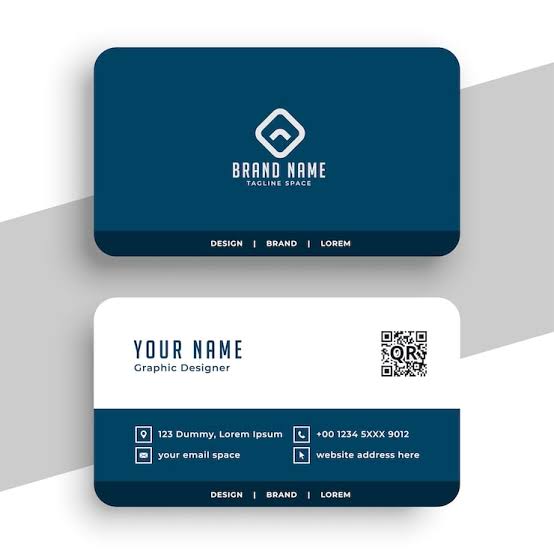 BRAND NAME
TAGLINE SPACE
DESIGN | BRAND | LOREM
YOUR NAME
Graphic Designer
QR
123 Dummy, Lorem Ipsum
+00 1234 5XXX 9012
your email space
website address here
DESIGN | BRAND | LOREM